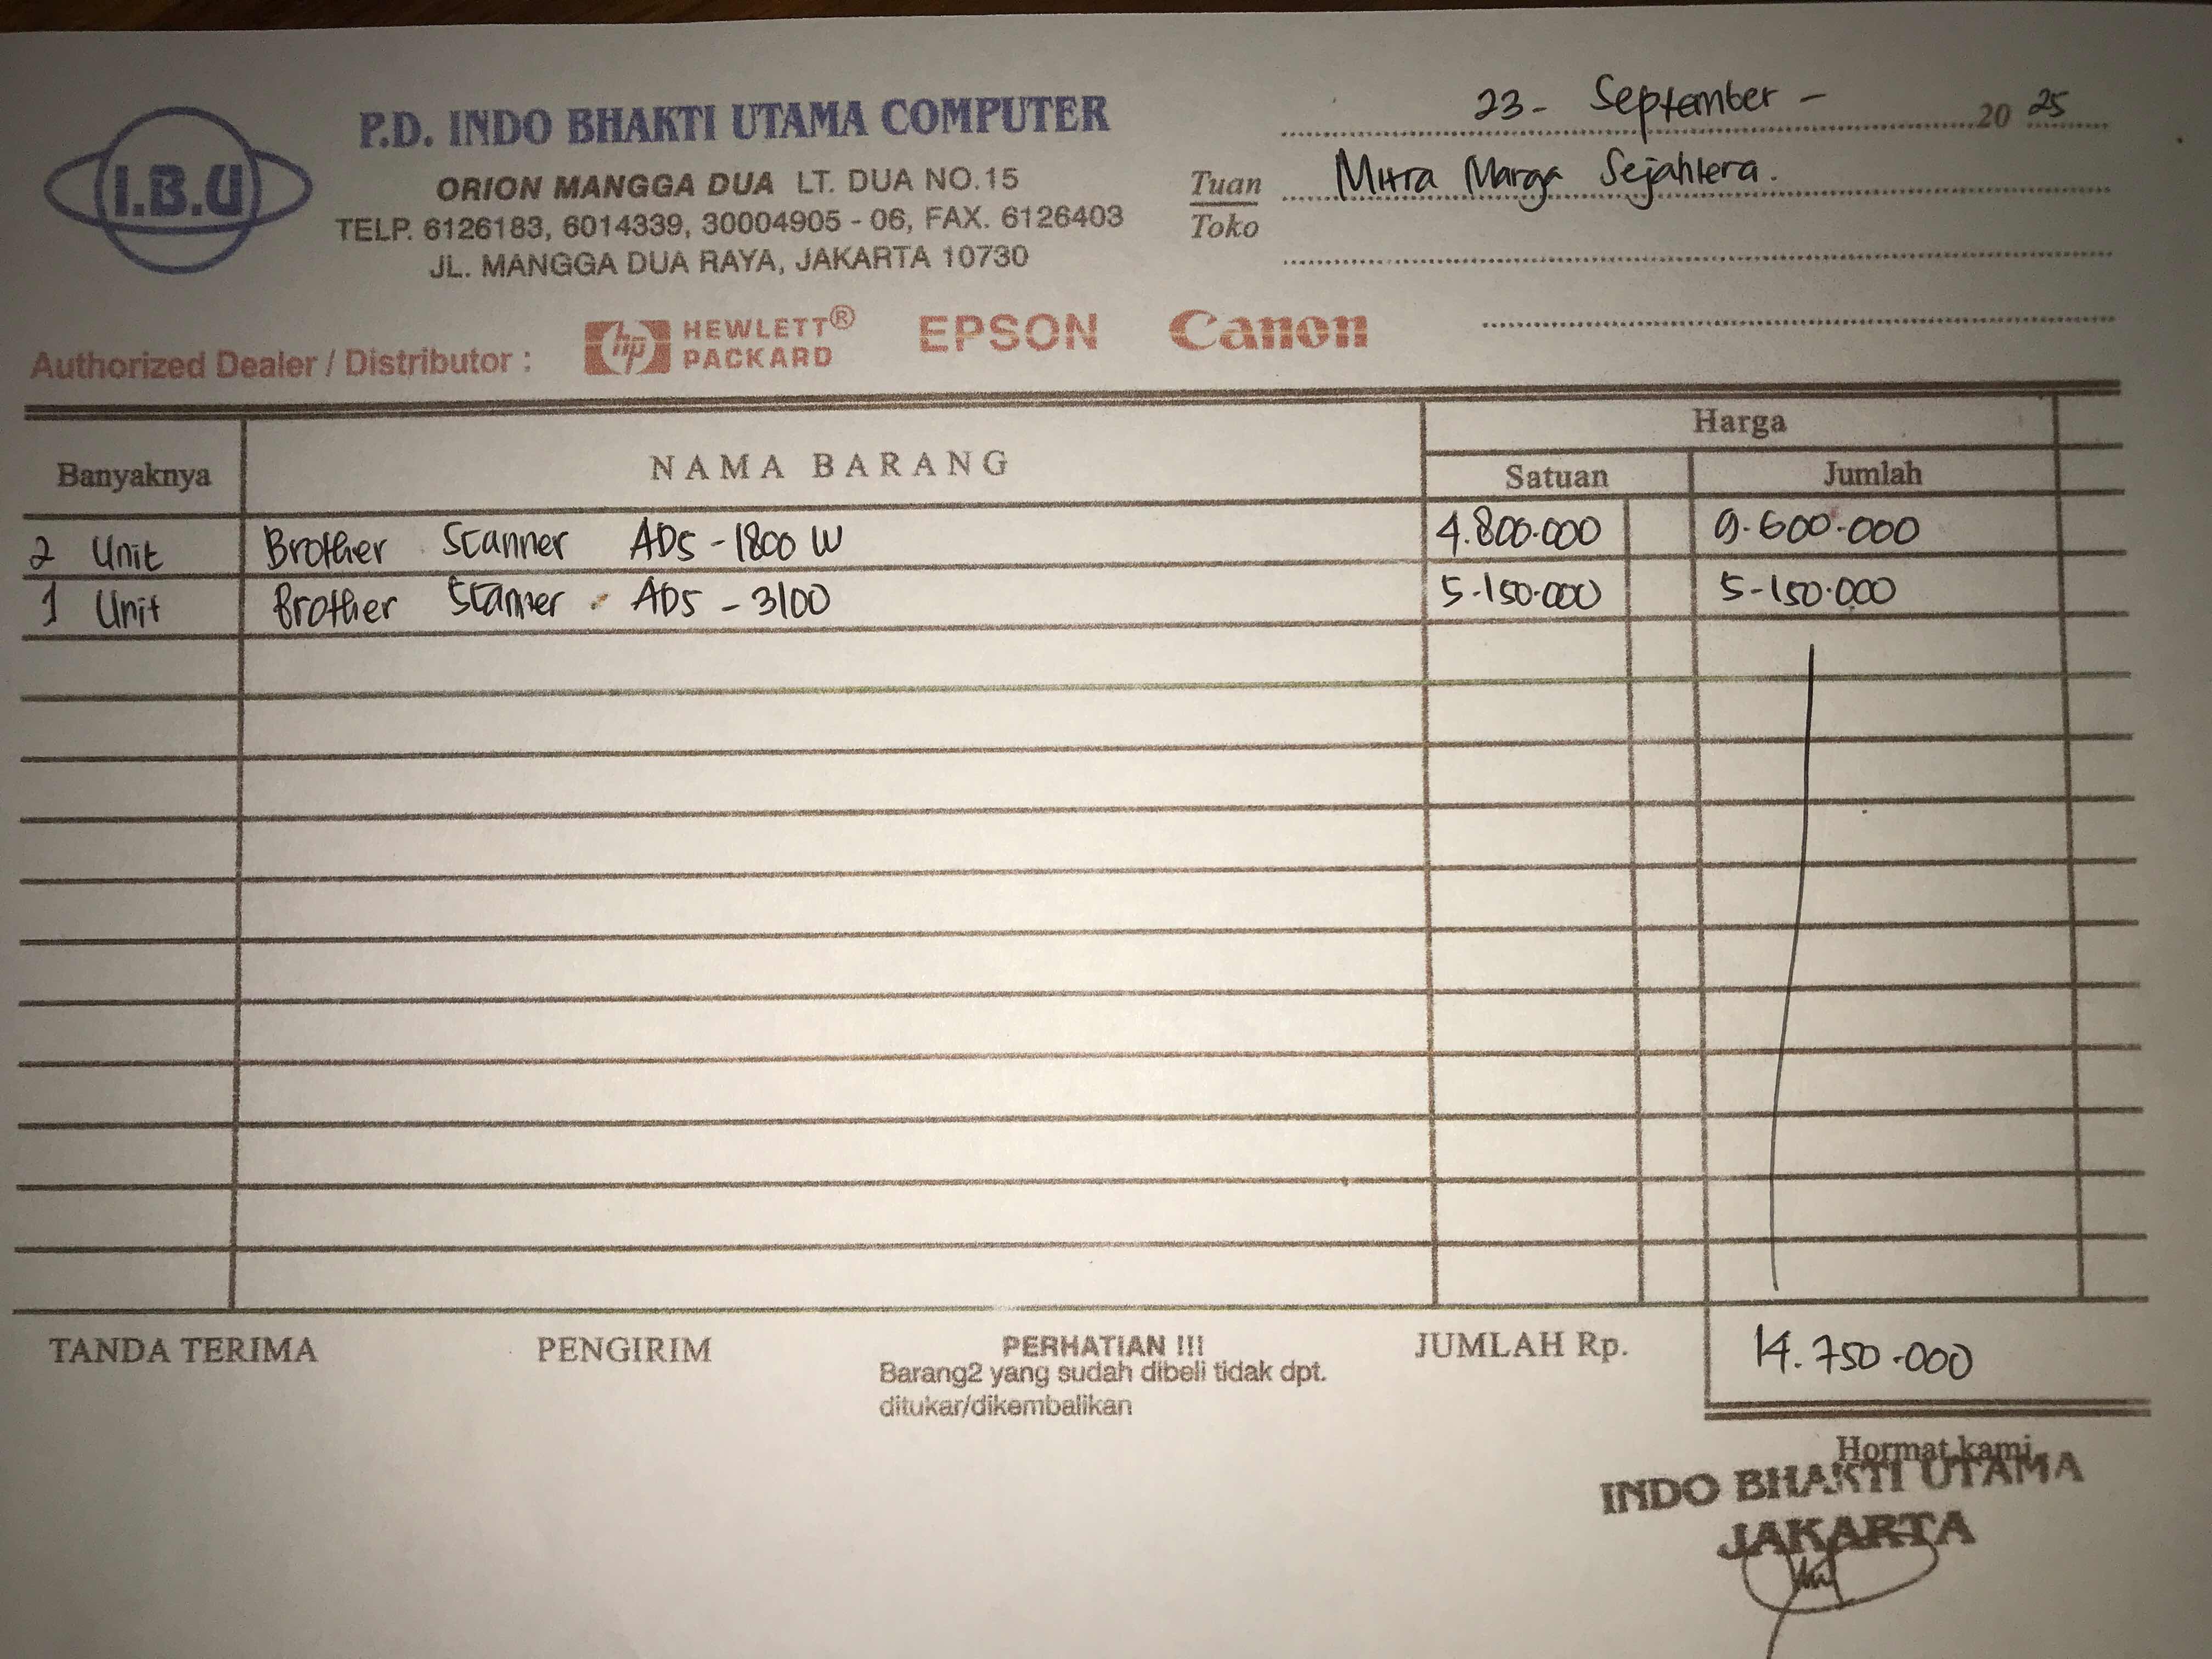 23 - September - 2025
P.D. INDO BHAKTI UTAMA COMPUTER
I.B.U
ORION MANGGA DUA LT. DUA NO.15
TELP. 6126183, 6014339, 30004905 - 06, FAX. 6126403
JL. MANGGA DUA RAYA, JAKARTA 10730
Tuan Mitra Marga Sejahtera.
Toko
Authorized Dealer / Distributor : hp HEWLETT® PACKARD EPSON Canon
Banyaknya NAMA BARANG Harga
Satuan Jumlah
2 Unit Brother Scanner ADS - 1800 W 4.800.000 9.600.000
1 Unit Brother Scanner ADS - 3100 5.150.000 5.150.000
TANDA TERIMA PENGIRIM PERHATIAN !!! JUMLAH Rp. 14.750.000
Barang2 yang sudah dibeli tidak dpt.
ditukar/dikembalikan
Hormat kami,
INDO BHAKTI UTAMA
JAKARTA